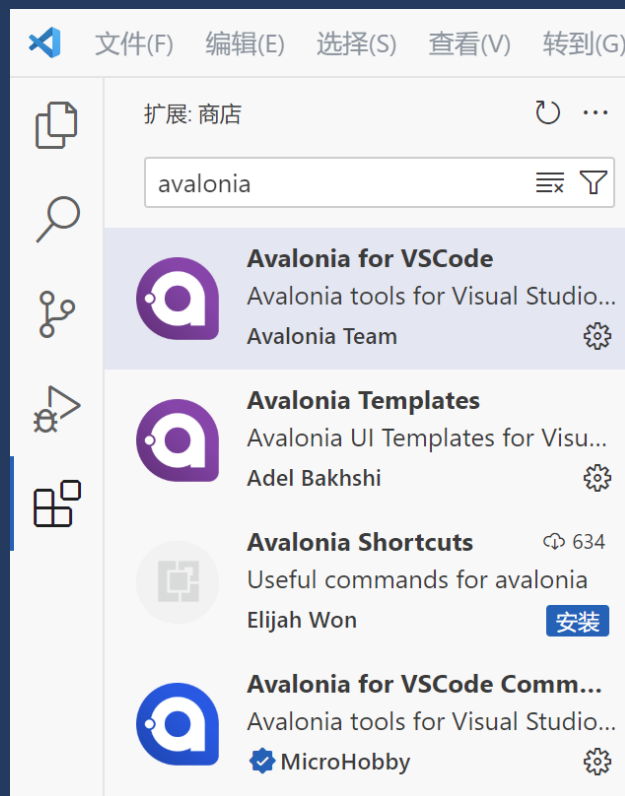 文件(F) 编辑(E) 选择(S) 查看(V) 转到(G)
扩展: 商店
avalonia
Avalonia for VSCode
Avalonia tools for Visual Studio...
Avalonia Team
Avalonia Templates
Avalonia UI Templates for Visu...
Adel Bakhshi
Avalonia Shortcuts 634
Useful commands for avalonia
Elijah Won 安装
Avalonia for VSCode Comm...
Avalonia tools for Visual Studio...
MicroHobby